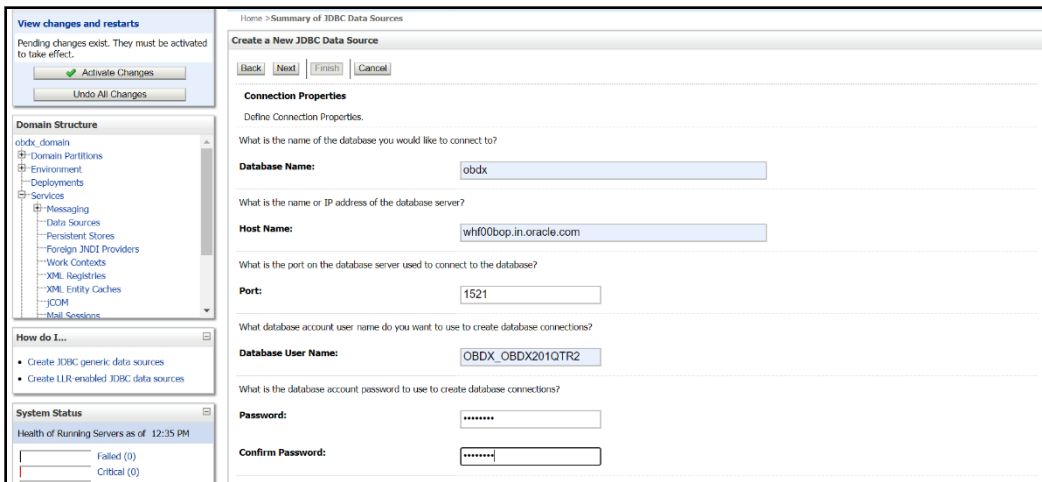 View changes and restarts
Pending changes exist. They must be activated
to take effect.
Activate Changes
Undo All Changes
Domain Structure
obdx_domain
Domain Partitions
Environment
Deployments
Services
Messaging
Data Sources
Persistent Stores
Foreign JNDI Providers
Work Contexts
XML Registries
XML Entity Caches
jCOM
Mail Sessions
How do I...
Create JDBC generic data sources
Create LLR-enabled JDBC data sources
System Status
Health of Running Servers as of 12:35 PM
Failed (0)
Critical (0)
Home >Summary of JDBC Data Sources
Create a New JDBC Data Source
Back Next Finish Cancel
Connection Properties
Define Connection Properties.
What is the name of the database you would like to connect to?
Database Name: obdx
What is the name or IP address of the database server?
Host Name: whf00bop.in.oracle.com
What is the port on the database server used to connect to the database?
Port: 1521
What database account user name do you want to use to create database connections?
Database User Name: OBDX_OBDX201QTR2
What is the database account password to use to create database connections?
Password: ••••••••
Confirm Password: ••••••••